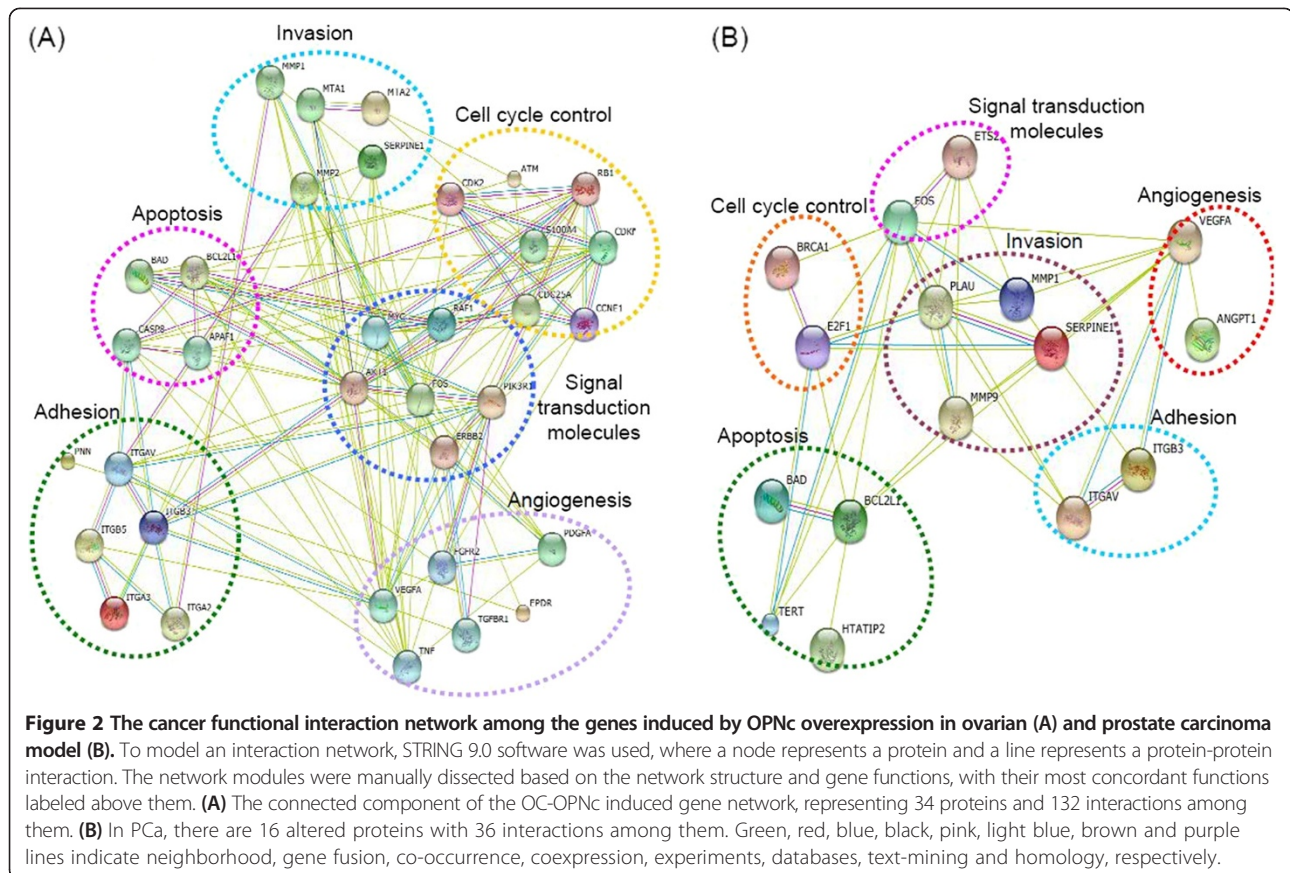 (A)
Invasion
MMP1
MTA1
MTA2
SERPINE1
MMP2
Cell cycle control
ATM
RB1
CDK2
S100A4
CDC25A
CCNE1
Apoptosis
BAD
BCL2L1
CASP8
APAF1
MYC
RAF1
AKT1
FOS
PIK3R1
ERBB2
Signal
transduction
molecules
Adhesion
PNN
ITGAV
ITGB3
ITGB5
ITGA3
ITGA2
Angiogenesis
PDGFA
FGFR2
VEGFA
EPDR
TGFBR1
TNF
(B)
Signal transduction
molecules
ETS2
FOS
Cell cycle control
BRCA1
E2F1
Invasion
PLAU
MMP1
SERPINE1
MMP9
Angiogenesis
VEGFA
ANGPT1
Adhesion
ITGB3
ITGAV
Apoptosis
BAD
BCL2L1
TERT
HTATIP2
Figure 2 The cancer functional interaction network among the genes induced by OPNc overexpression in ovarian (A) and prostate carcinoma
model (B). To model an interaction network, STRING 9.0 software was used, where a node represents a protein and a line represents a protein-protein
interaction. The network modules were manually dissected based on the network structure and gene functions, with their most concordant functions
labeled above them. (A) The connected component of the OC-OPNc induced gene network, representing 34 proteins and 132 interactions among
them. (B) In PCa, there are 16 altered proteins with 36 interactions among them. Green, red, blue, black, pink, light blue, brown and purple
lines indicate neighborhood, gene fusion, co-occurrence, coexpression, experiments, databases, text-mining and homology, respectively.